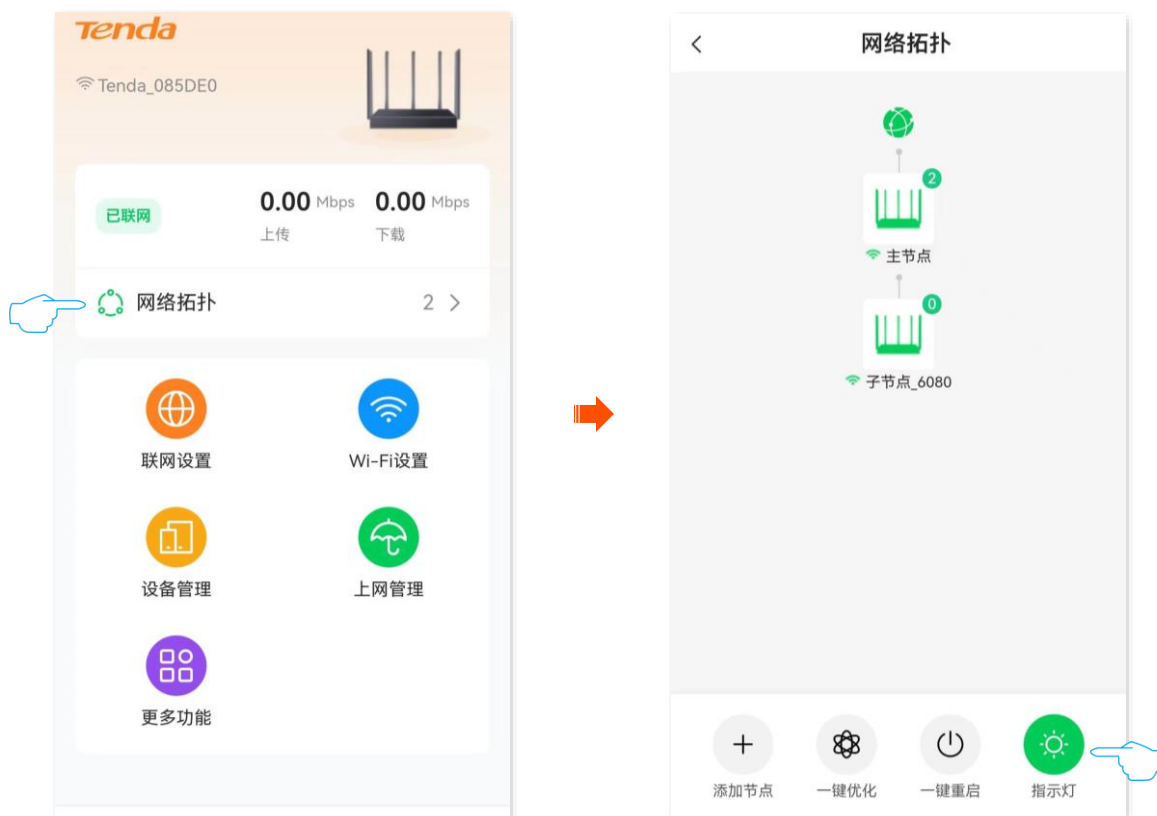 Tenda
Tenda_085DE0
已联网
0.00 Mbps 0.00 Mbps
上传 下载
网络拓扑 2
联网设置 Wi-Fi设置
设备管理 上网管理
更多功能
网络拓扑
2
主节点
0
子节点_6080
添加节点 一键优化 一键重启 指示灯